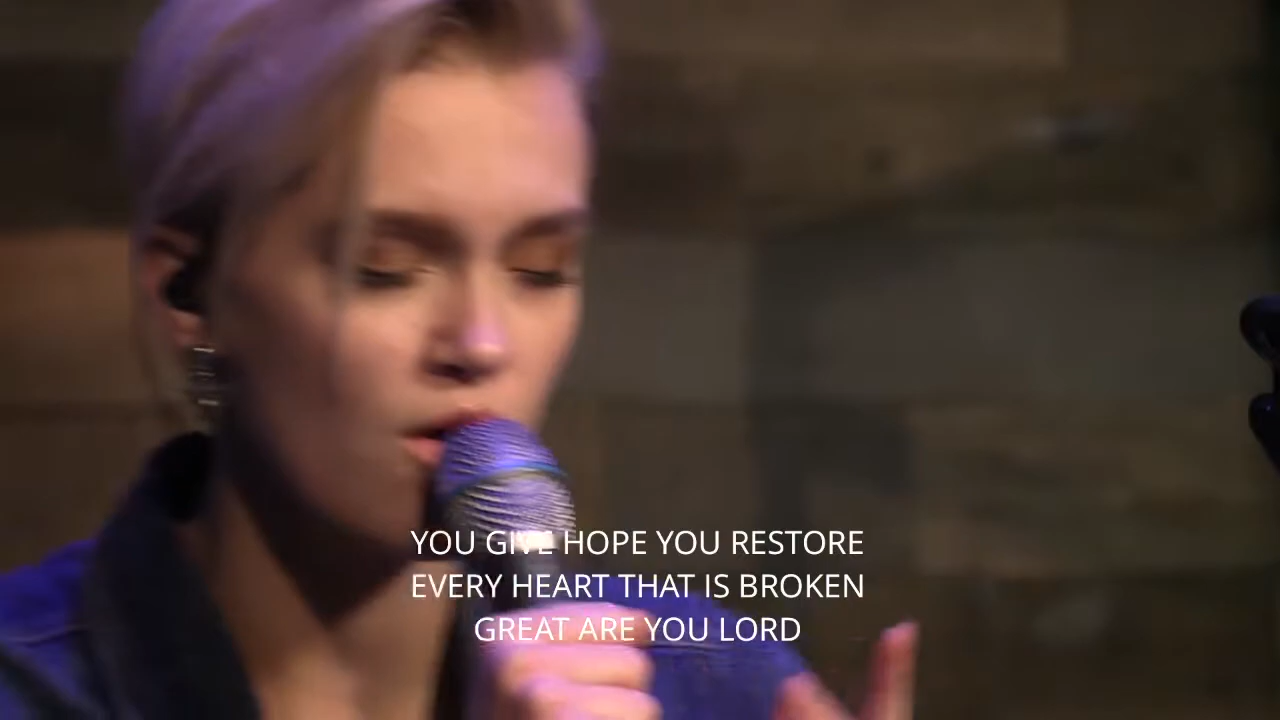 YOU GIVE HOPE YOU RESTORE
EVERY HEART THAT IS BROKEN
GREAT ARE YOU LORD